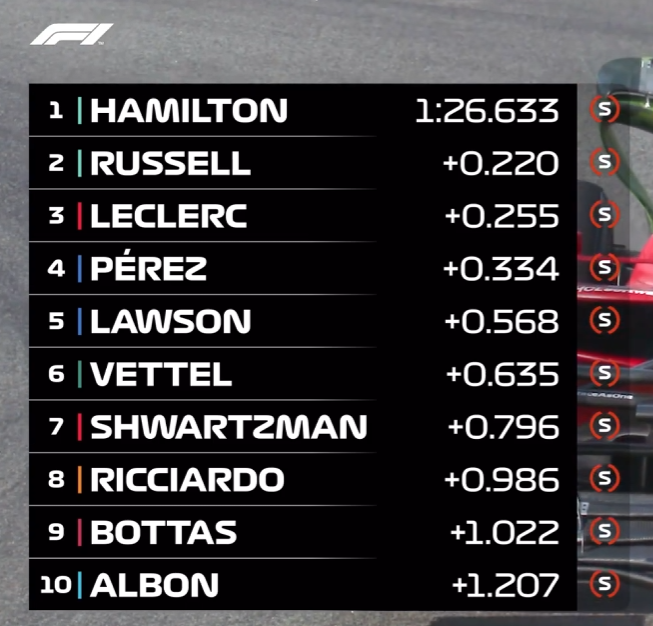 F1
1 HAMILTON 1:26.633 S
2 RUSSELL +0.220 S
3 LECLERC +0.255 S
4 PÉREZ +0.334 S
5 LAWSON +0.568 S
6 VETTEL +0.635 S
7 SHWARTZMAN +0.796 S
8 RICCIARDO +0.986 S
9 BOTTAS +1.022 S
10 ALBON +1.207 S